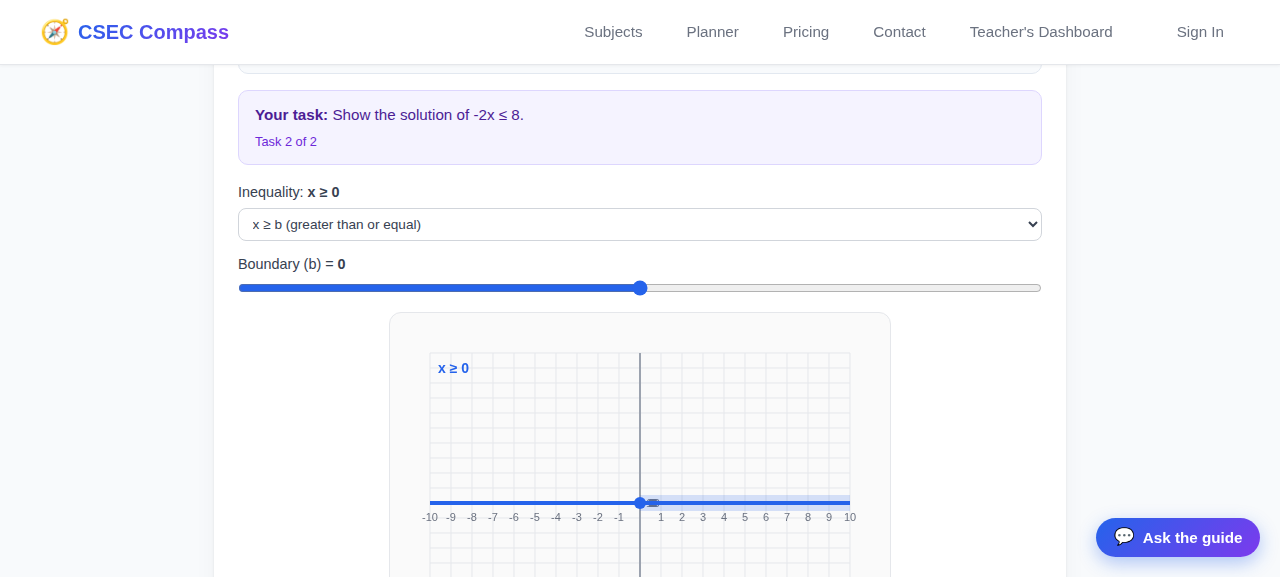 🧭 CSEC Compass
Subjects Planner Pricing Contact Teacher's Dashboard Sign In
Your task: Show the solution of -2x ≤ 8.
Task 2 of 2
Inequality: x ≥ 0
x ≥ b (greater than or equal)
Boundary (b) = 0
x ≥ 0
-10 -9 -8 -7 -6 -5 -4 -3 -2 -1 1 2 3 4 5 6 7 8 9 10
💬 Ask the guide